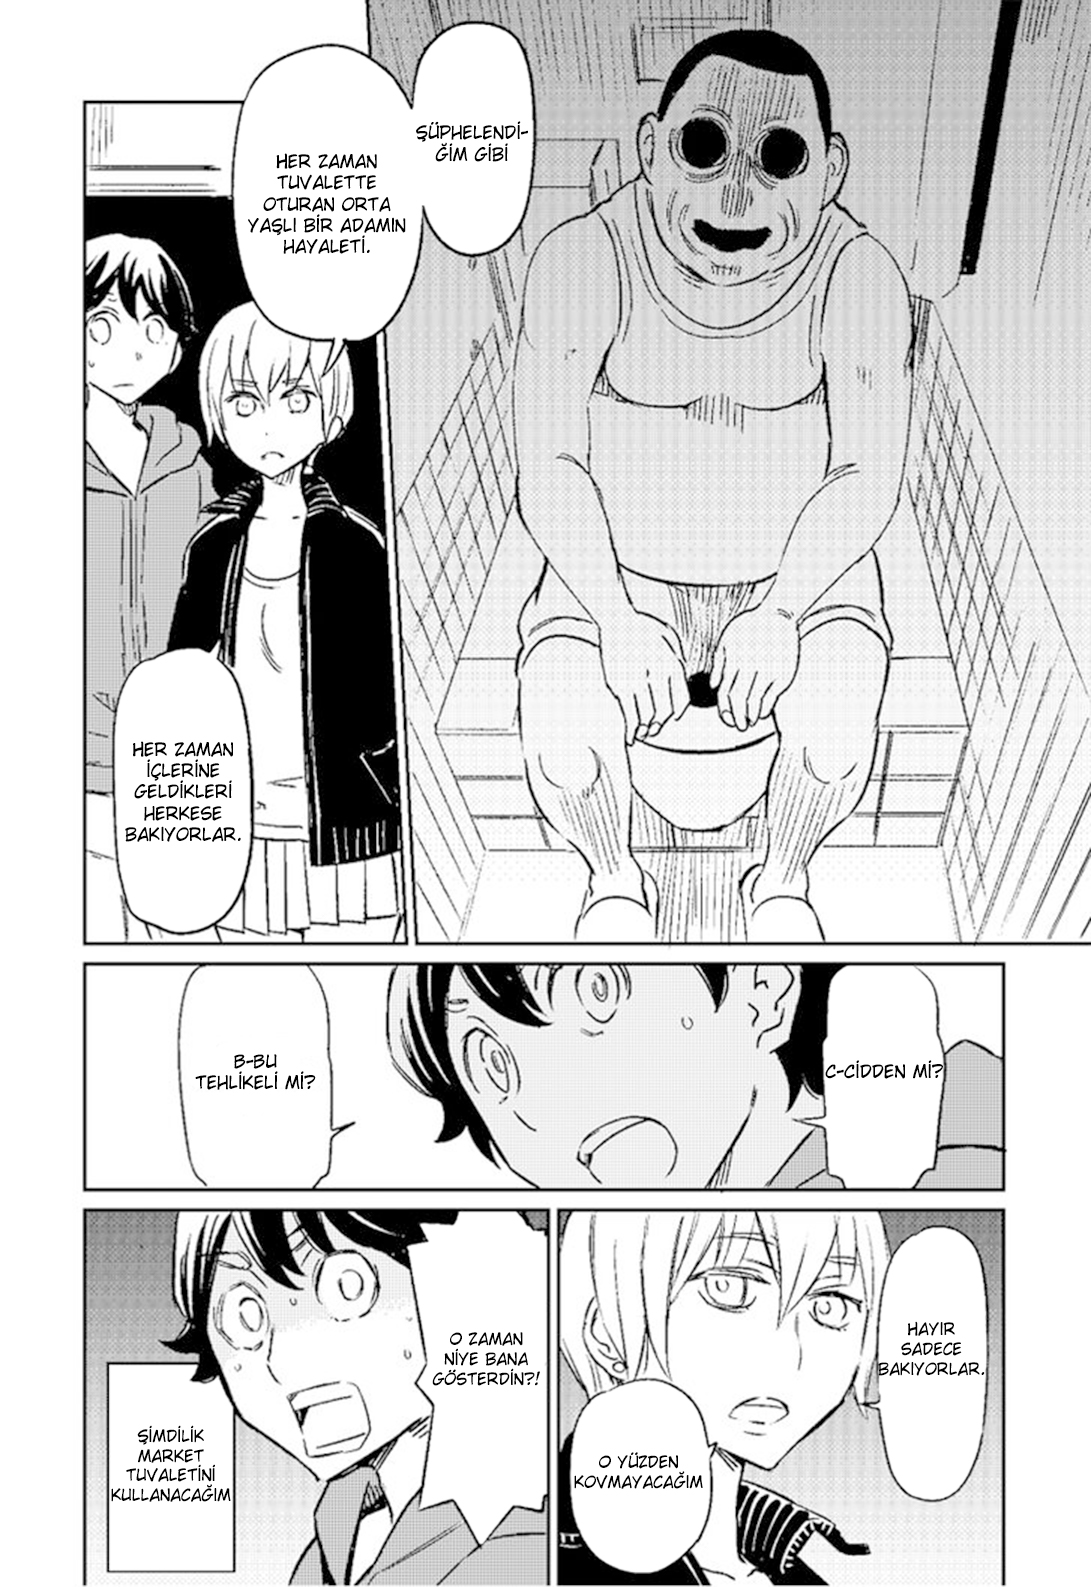 ŞÜPHELENDİ-
ĞİM GİBİ
HER ZAMAN
TUVALETTE
OTURAN ORTA
YAŞLI BİR ADAMIN
HAYALETİ.
HER ZAMAN
İÇLERİNE
GELDİKLERİ
HERKESE
BAKIYORLAR.
C-CİDDEN Mİ?
B-BU
TEHLİKELİ Mİ?
HAYIR
SADECE
BAKIYORLAR.
O YÜZDEN
KOVMAYACAĞIM
O ZAMAN
NİYE BANA
GÖSTERDİN?!
ŞİMDİLİK
MARKET
TUVALETİNİ
KULLANACAĞIM